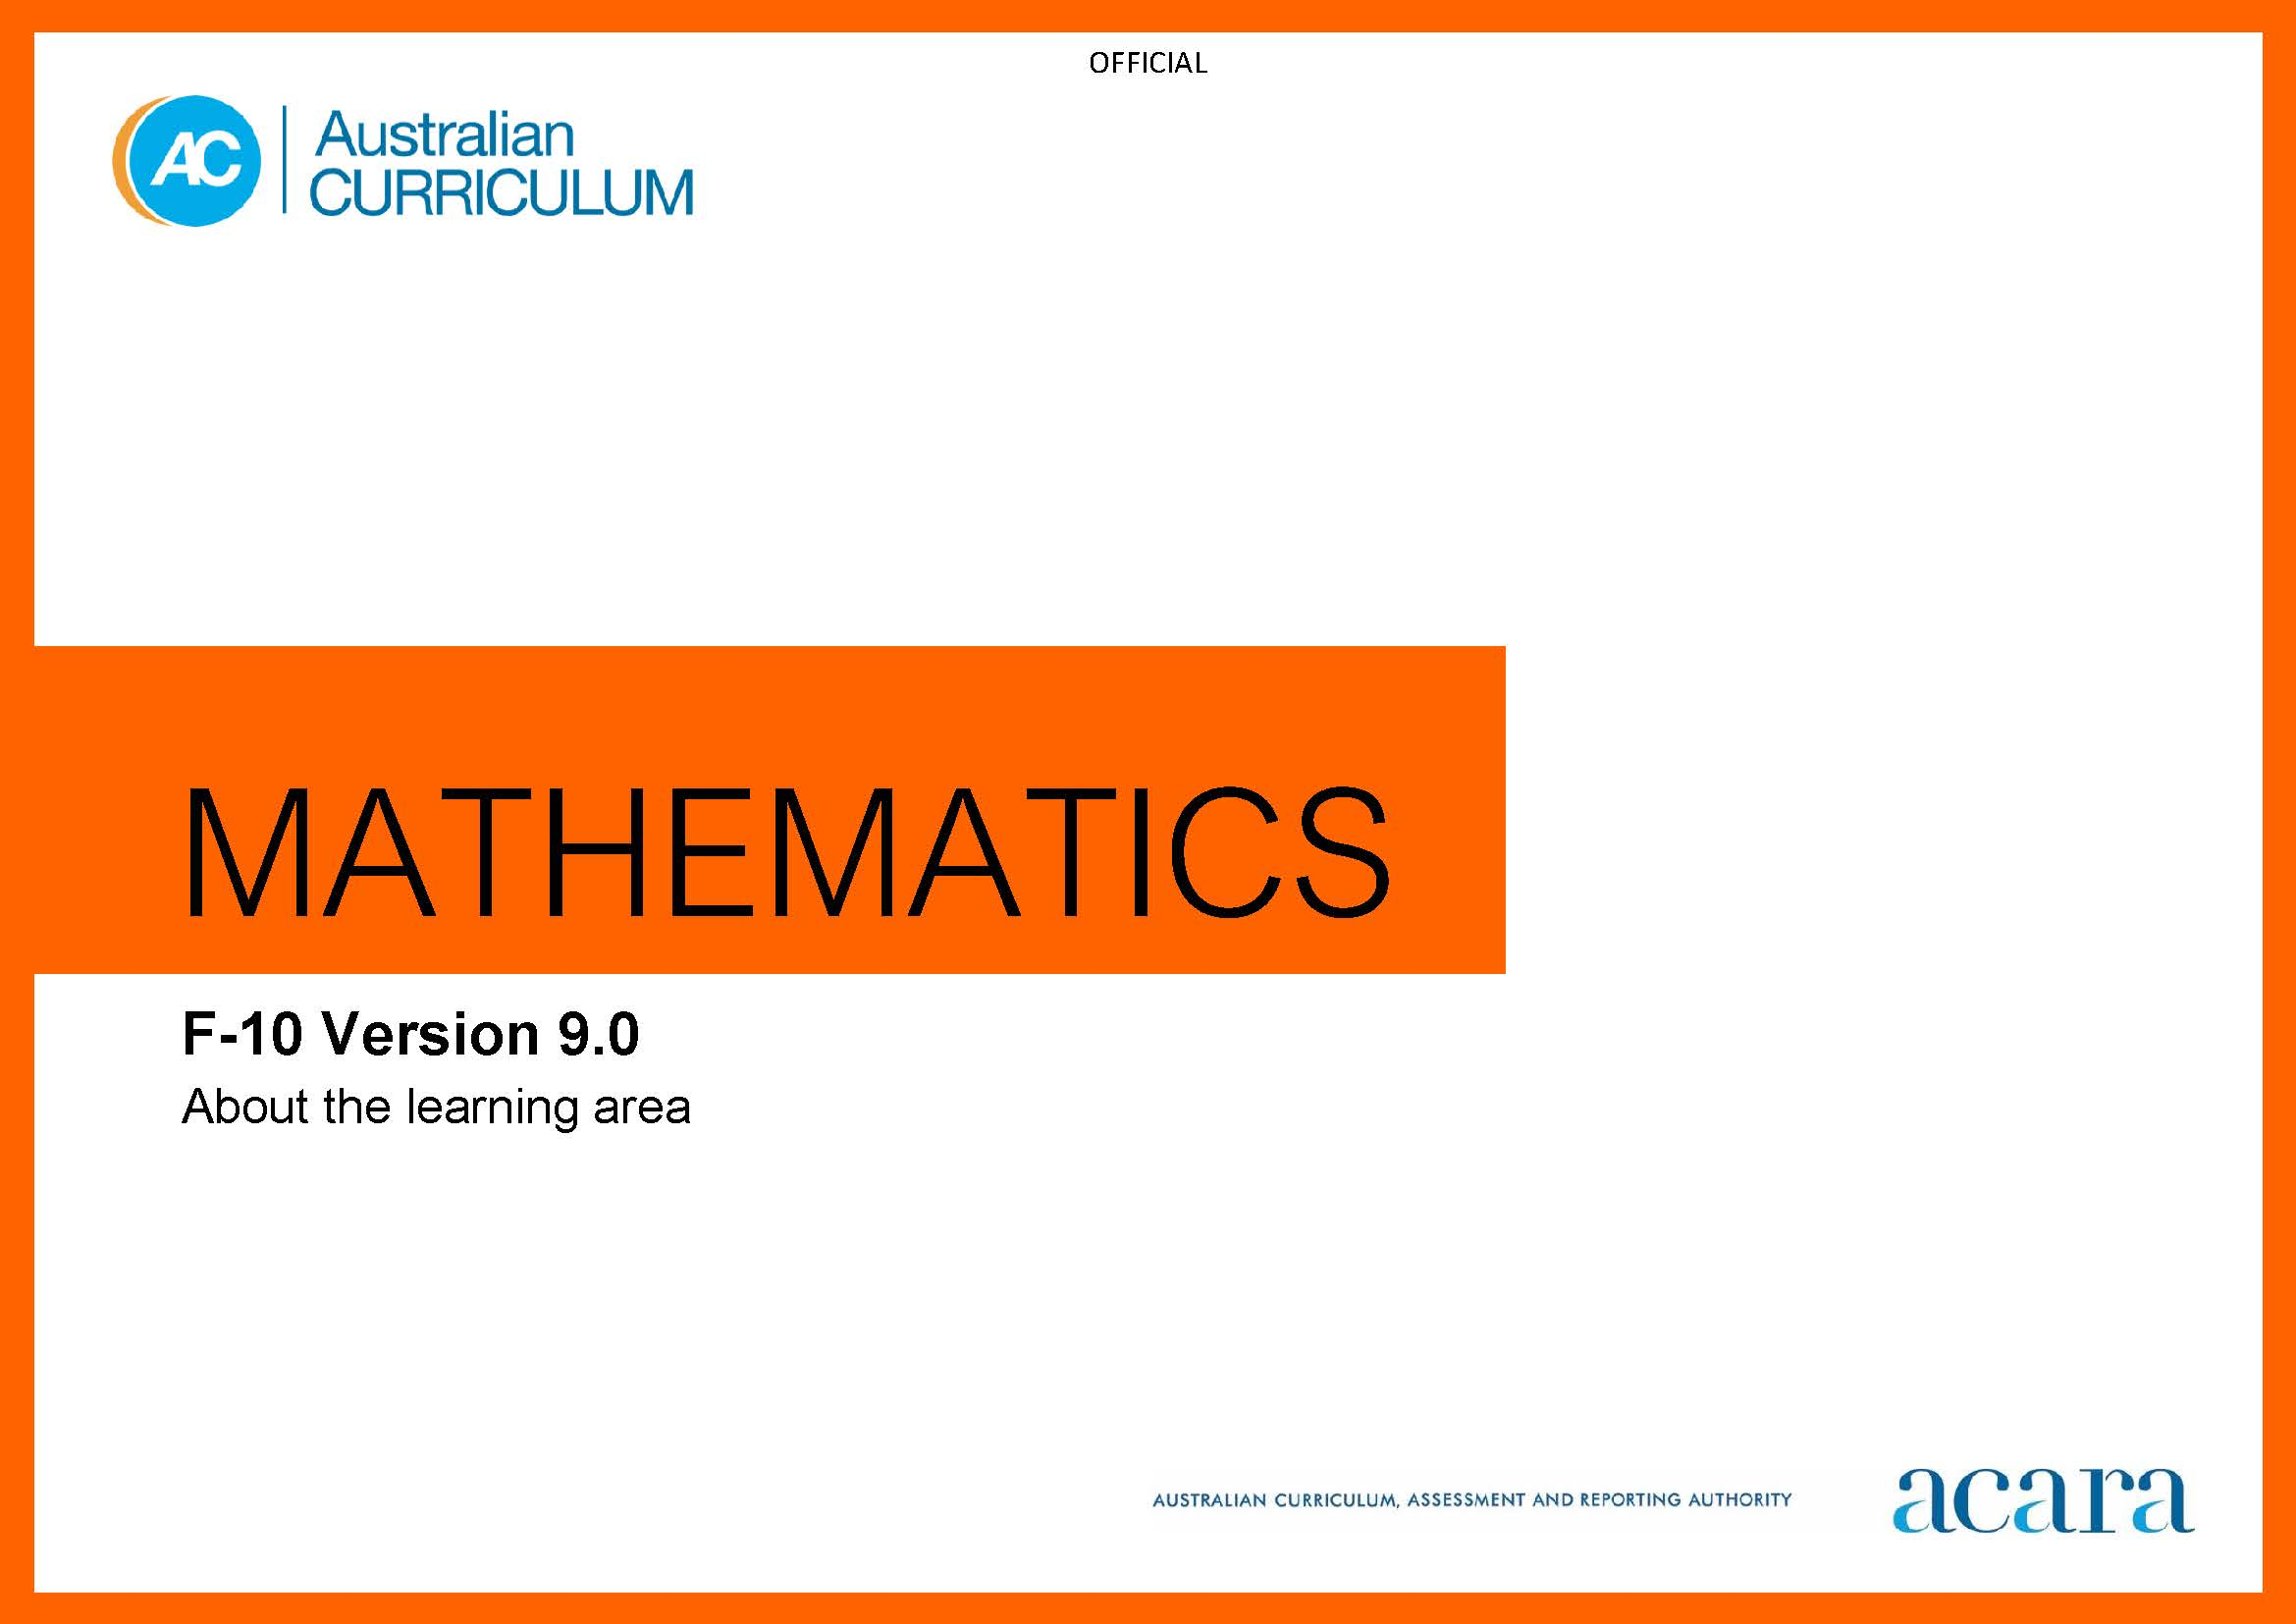 OFFICIAL
AC
Australian
CURRICULUM
MATHEMATICS
F-10 Version 9.0
About the learning area
AUSTRALIAN CURRICULUM, ASSESSMENT AND REPORTING AUTHORITY
acara